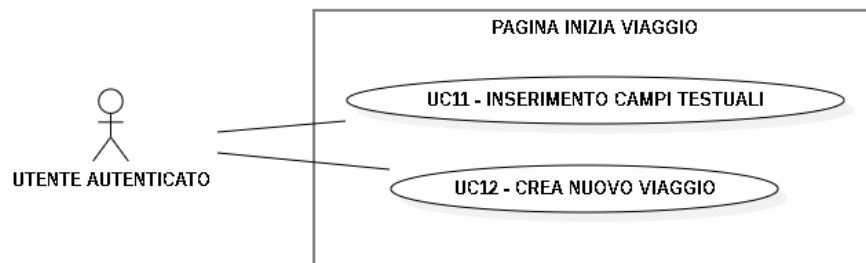 PAGINA INIZIA VIAGGIO
UC11 - INSERIMENTO CAMPI TESTUALI
UTENTE AUTENTICATO
UC12 - CREA NUOVO VIAGGIO